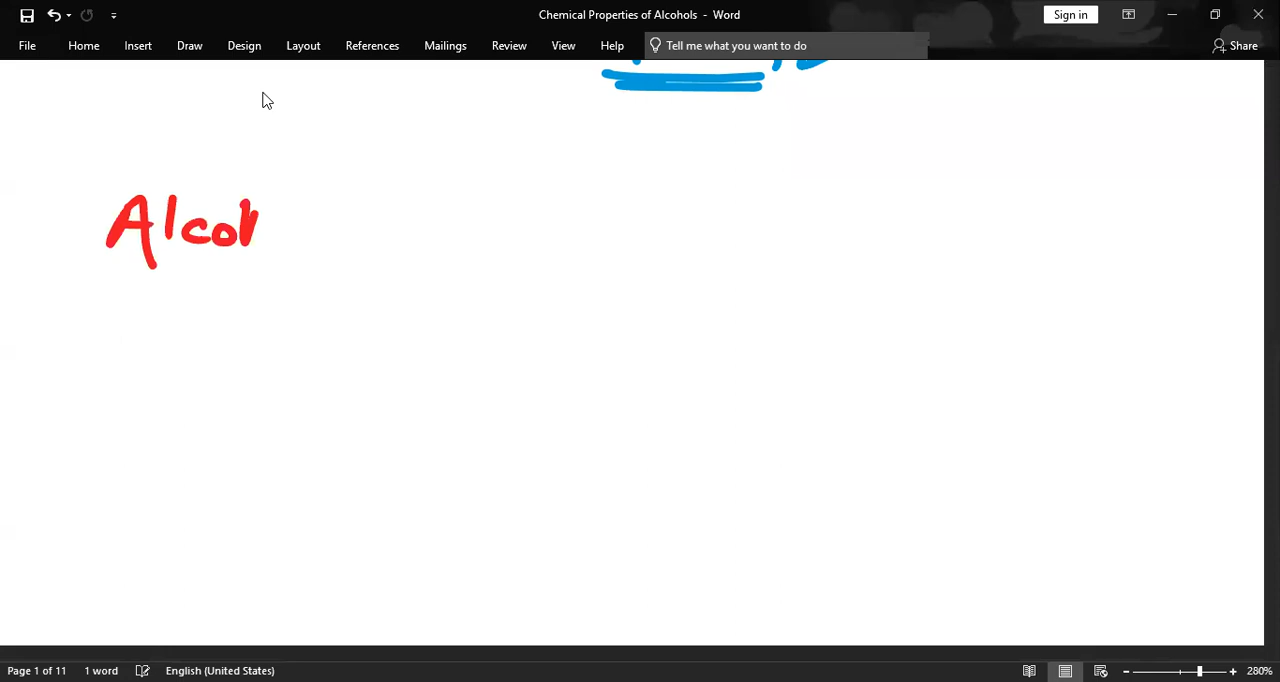 Chemical Properties of Alcohols - Word
Sign in
File Home Insert Draw Design Layout References Mailings Review View Help Tell me what you want to do Share
Alcoh
Page 1 of 11 1 word English (United States) 280%